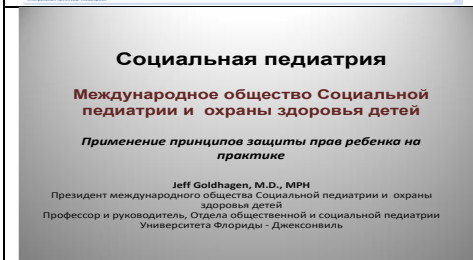 Социальная педиатрия
Международное общество Социальной
педиатрии и  охраны здоровья детей
Применение принципов защиты прав ребенка на
практике
Jeff Goldhagen, M.D., MPH
Президент международного общества Социальной педиатрии и  охраны
здоровья детей
Профессор и руководитель, Отдела общественной и социальной педиатрии
Университета Флориды - Джексонвиль